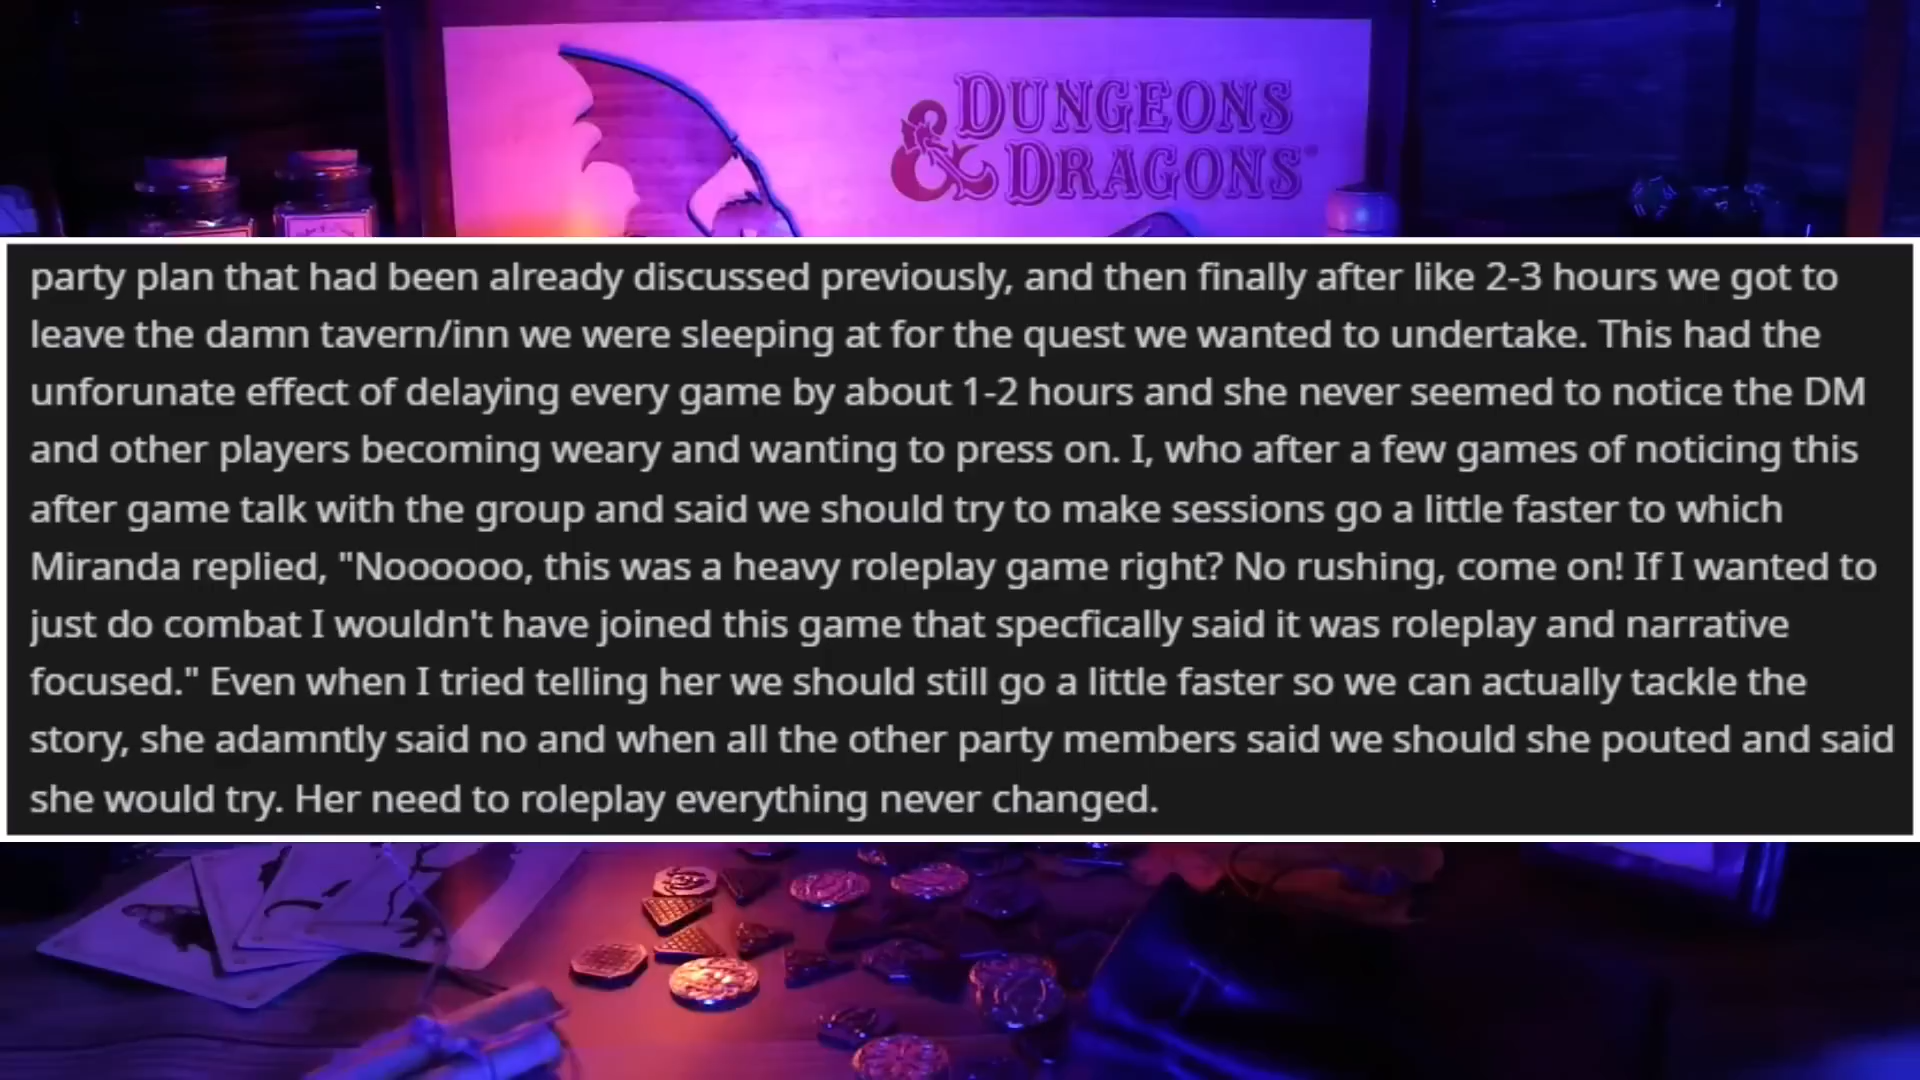 DUNGEONS
& DRAGONS
party plan that had been already discussed previously, and then finally after like 2-3 hours we got to
leave the damn tavern/inn we were sleeping at for the quest we wanted to undertake. This had the
unforunate effect of delaying every game by about 1-2 hours and she never seemed to notice the DM
and other players becoming weary and wanting to press on. I, who after a few games of noticing this
after game talk with the group and said we should try to make sessions go a little faster to which
Miranda replied, "Noooooo, this was a heavy roleplay game right? No rushing, come on! If I wanted to
just do combat I wouldn't have joined this game that specfically said it was roleplay and narrative
focused." Even when I tried telling her we should still go a little faster so we can actually tackle the
story, she adamntly said no and when all the other party members said we should she pouted and said
she would try. Her need to roleplay everything never changed.